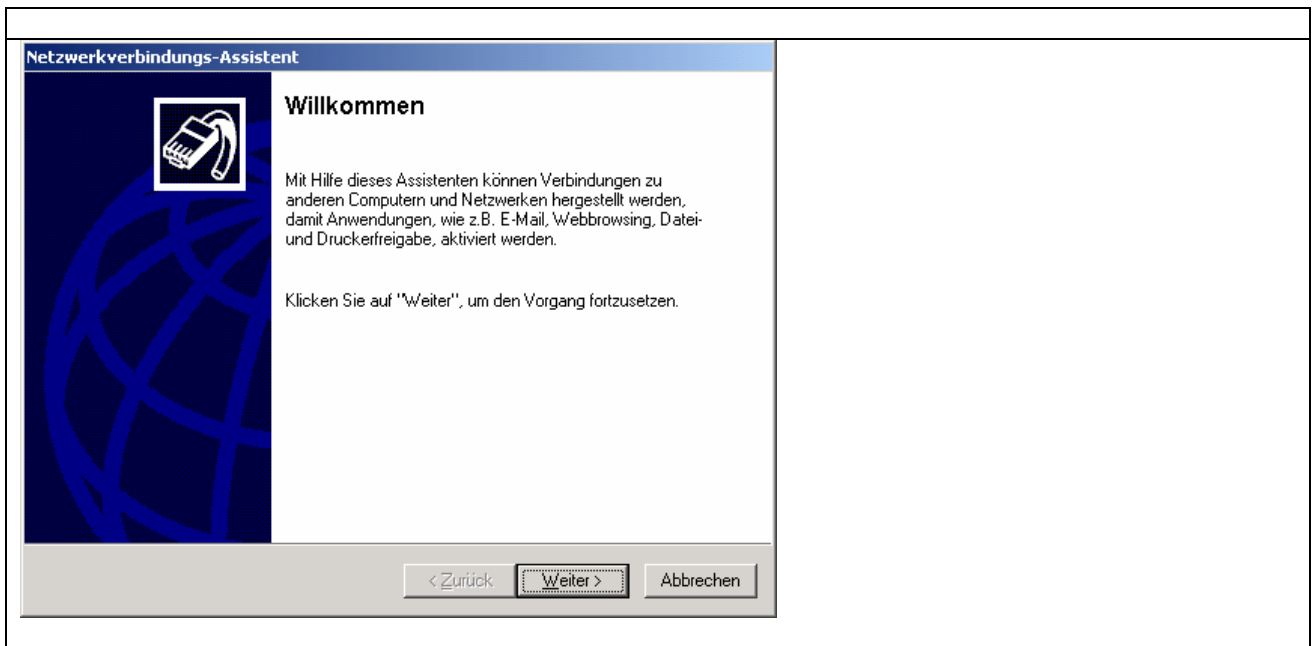 Netzwerkverbindungs-Assistent
Willkommen
Mit Hilfe dieses Assistenten können Verbindungen zu
anderen Computern und Netzwerken hergestellt werden,
damit Anwendungen, wie z.B. E-Mail, Webbrowsing, Datei-
und Druckerfreigabe, aktiviert werden.
Klicken Sie auf "Weiter", um den Vorgang fortzusetzen.
< Zurück Weiter > Abbrechen